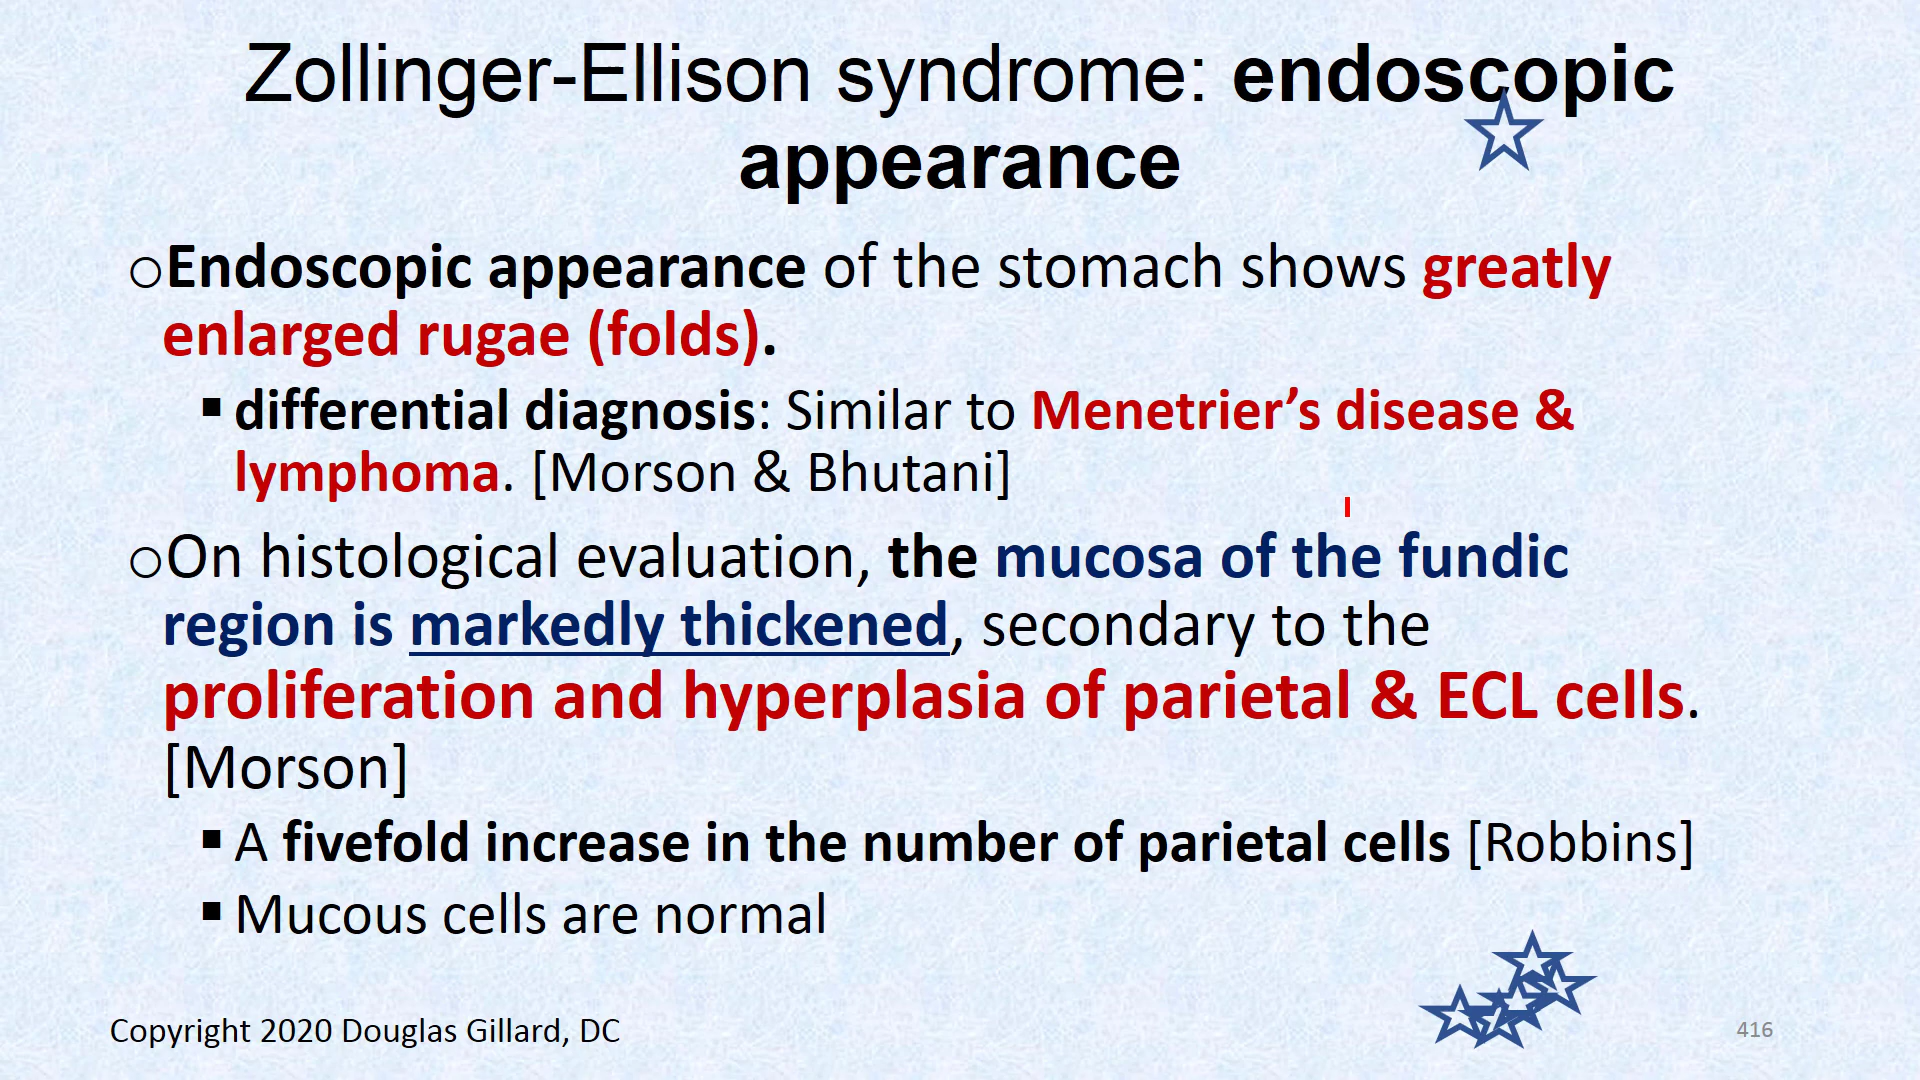 Zollinger-Ellison syndrome: endoscopic
appearance
oEndoscopic appearance of the stomach shows greatly
enlarged rugae (folds).
▪ differential diagnosis: Similar to Menetrier’s disease &
lymphoma. [Morson & Bhutani]
oOn histological evaluation, the mucosa of the fundic
region is markedly thickened, secondary to the
proliferation and hyperplasia of parietal & ECL cells.
[Morson]
▪ A fivefold increase in the number of parietal cells [Robbins]
▪ Mucous cells are normal
Copyright 2020 Douglas Gillard, DC
416